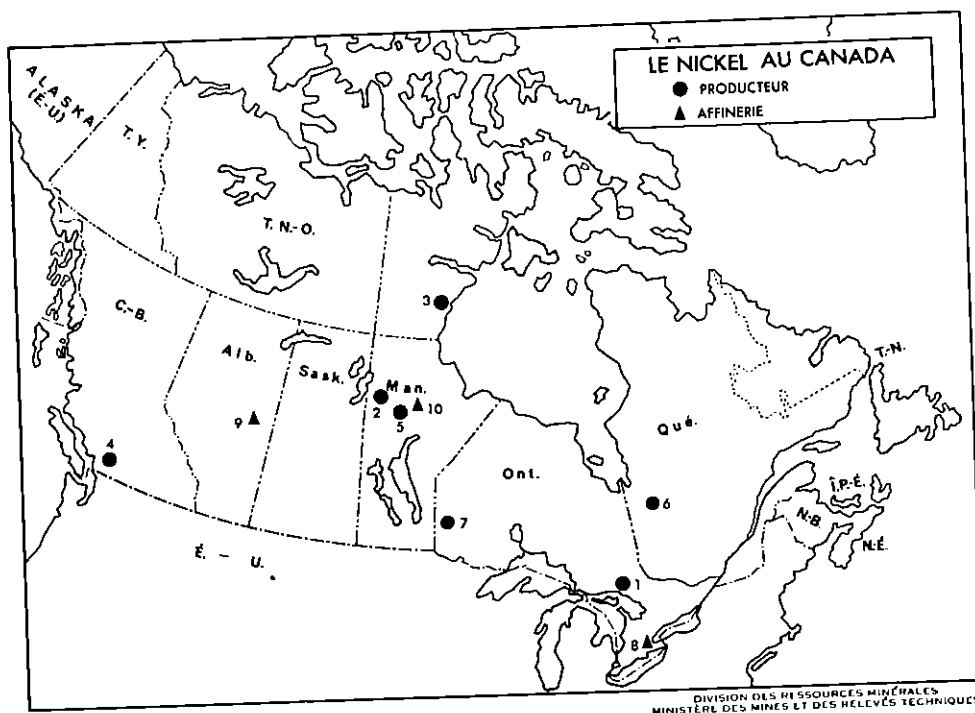 LE NICKEL AU CANADA
● PRODUCTEUR
▲ AFFINERIE
ALASKA
(É-U)
T.Y.
T.N.-O.
C.-B.
Alb.
Sask.
Man.
Ont.
Qué.
T.-N.
Î.P.-É.
N.-B.
N.-É.
É. – U.
3
2
5
10
9
4
7
6
1
8
DIVISION DES RESSOURCES MINÉRALES
MINISTÈRE DES MINES ET DES RELEVÉS TECHNIQUES